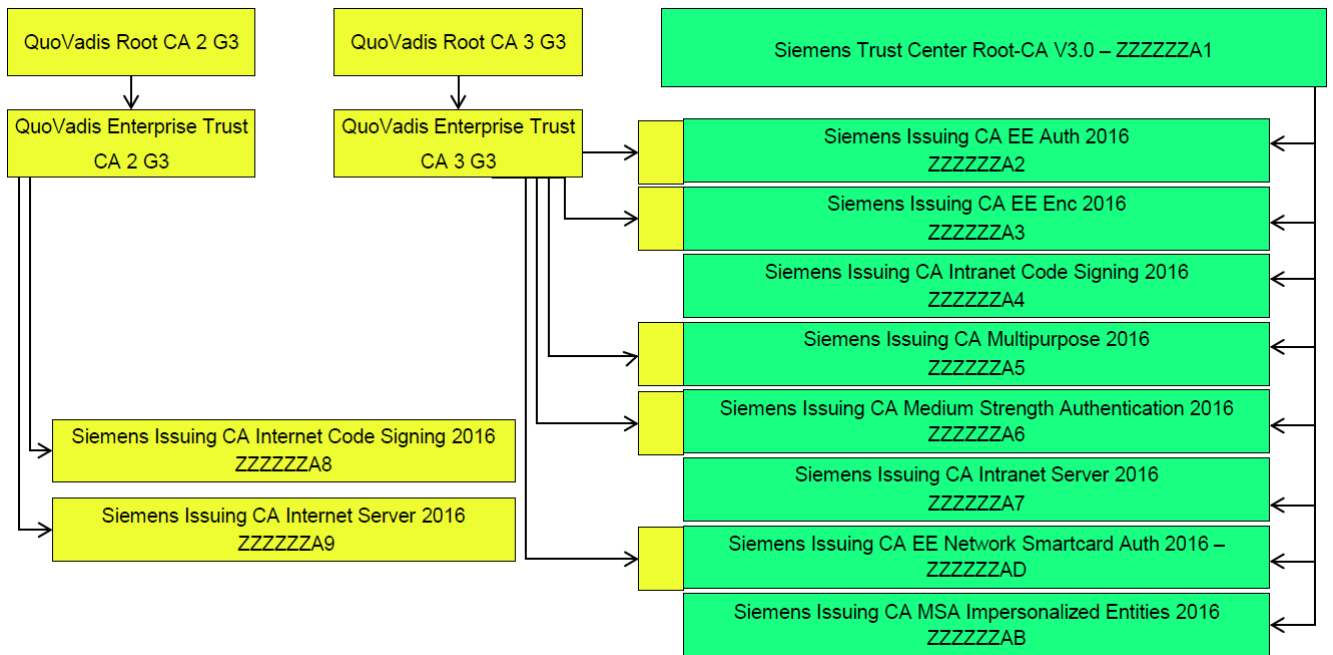 QuoVadis Root CA 2 G3
QuoVadis Root CA 3 G3
Siemens Trust Center Root-CA V3.0 – ZZZZZZA1
QuoVadis Enterprise Trust
CA 2 G3
QuoVadis Enterprise Trust
CA 3 G3
Siemens Issuing CA EE Auth 2016
ZZZZZZA2
Siemens Issuing CA EE Enc 2016
ZZZZZZA3
Siemens Issuing CA Intranet Code Signing 2016
ZZZZZZA4
Siemens Issuing CA Multipurpose 2016
ZZZZZZA5
Siemens Issuing CA Medium Strength Authentication 2016
ZZZZZZA6
Siemens Issuing CA Internet Code Signing 2016
ZZZZZZA8
Siemens Issuing CA Intranet Server 2016
ZZZZZZA7
Siemens Issuing CA Internet Server 2016
ZZZZZZA9
Siemens Issuing CA EE Network Smartcard Auth 2016 –
ZZZZZZAD
Siemens Issuing CA MSA Impersonalized Entities 2016
ZZZZZZAB